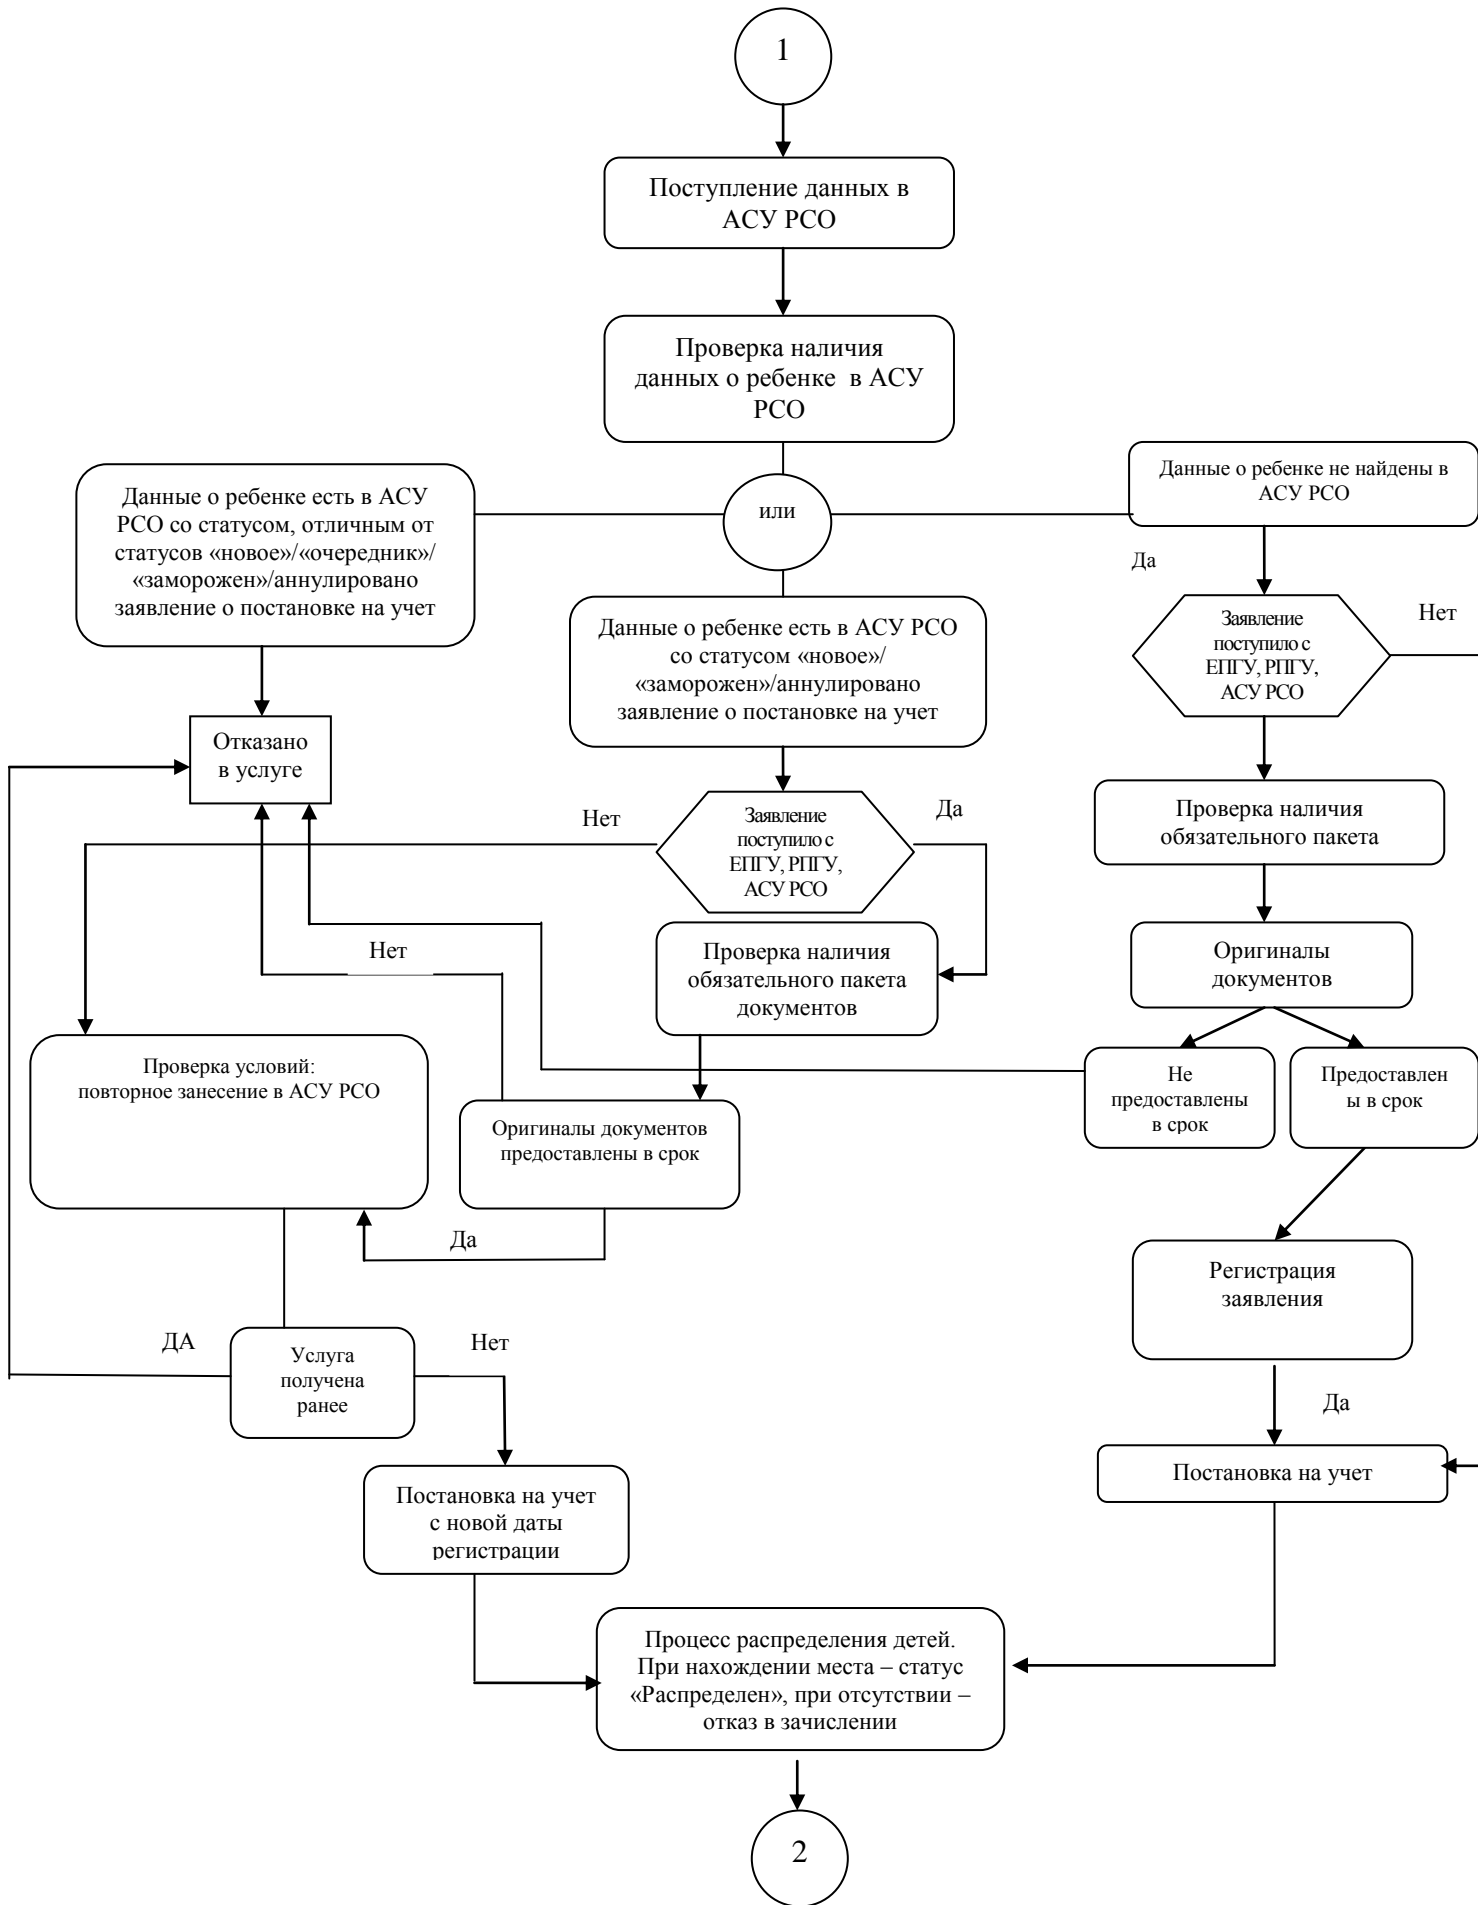 1
Поступление данных в
АСУ РСО
Проверка наличия
данных о ребенке в АСУ
РСО
или
Данные о ребенке есть в АСУ
РСО со статусом, отличным от
статусов «новое»/«очередник»/
«заморожен»/аннулировано
заявление о постановке на учет
Данные о ребенке не найдены в
АСУ РСО
Да
Данные о ребенке есть в АСУ РСО
со статусом «новое»/
«заморожен»/аннулировано
заявление о постановке на учет
Заявление
поступило с
ЕПГУ, РПГУ,
АСУ РСО
Нет
Отказано
в услуге
Нет
Заявление
поступило с
ЕПГУ, РПГУ,
АСУ РСО
Да
Проверка наличия
обязательного пакета
Нет
Проверка наличия
обязательного пакета
документов
Оригиналы
документов
Проверка условий:
повторное занесение в АСУ РСО
Оригиналы документов
предоставлены в срок
Не
предоставлены
в срок
Предоставлен
ы в срок
Да
Регистрация
заявления
ДА
Услуга
получена
ранее
Нет
Да
Постановка на учет
с новой даты
регистрации
Постановка на учет
Процесс распределения детей.
При нахождении места – статус
«Распределен», при отсутствии –
отказ в зачислении
2